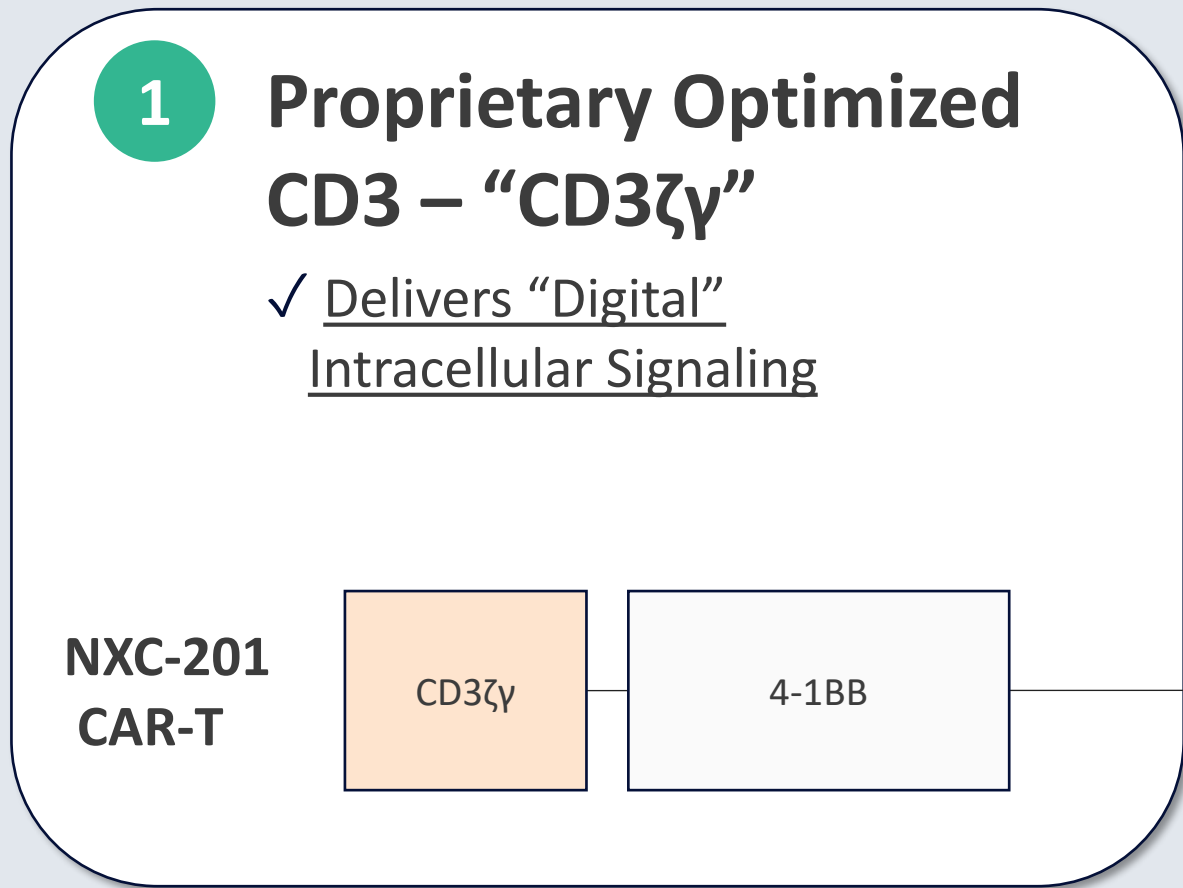 1
Proprietary Optimized
CD3 – “CD3ζγ”
✓ Delivers “Digital”
Intracellular Signaling
NXC-201
CAR-T
CD3ζγ
4-1BB